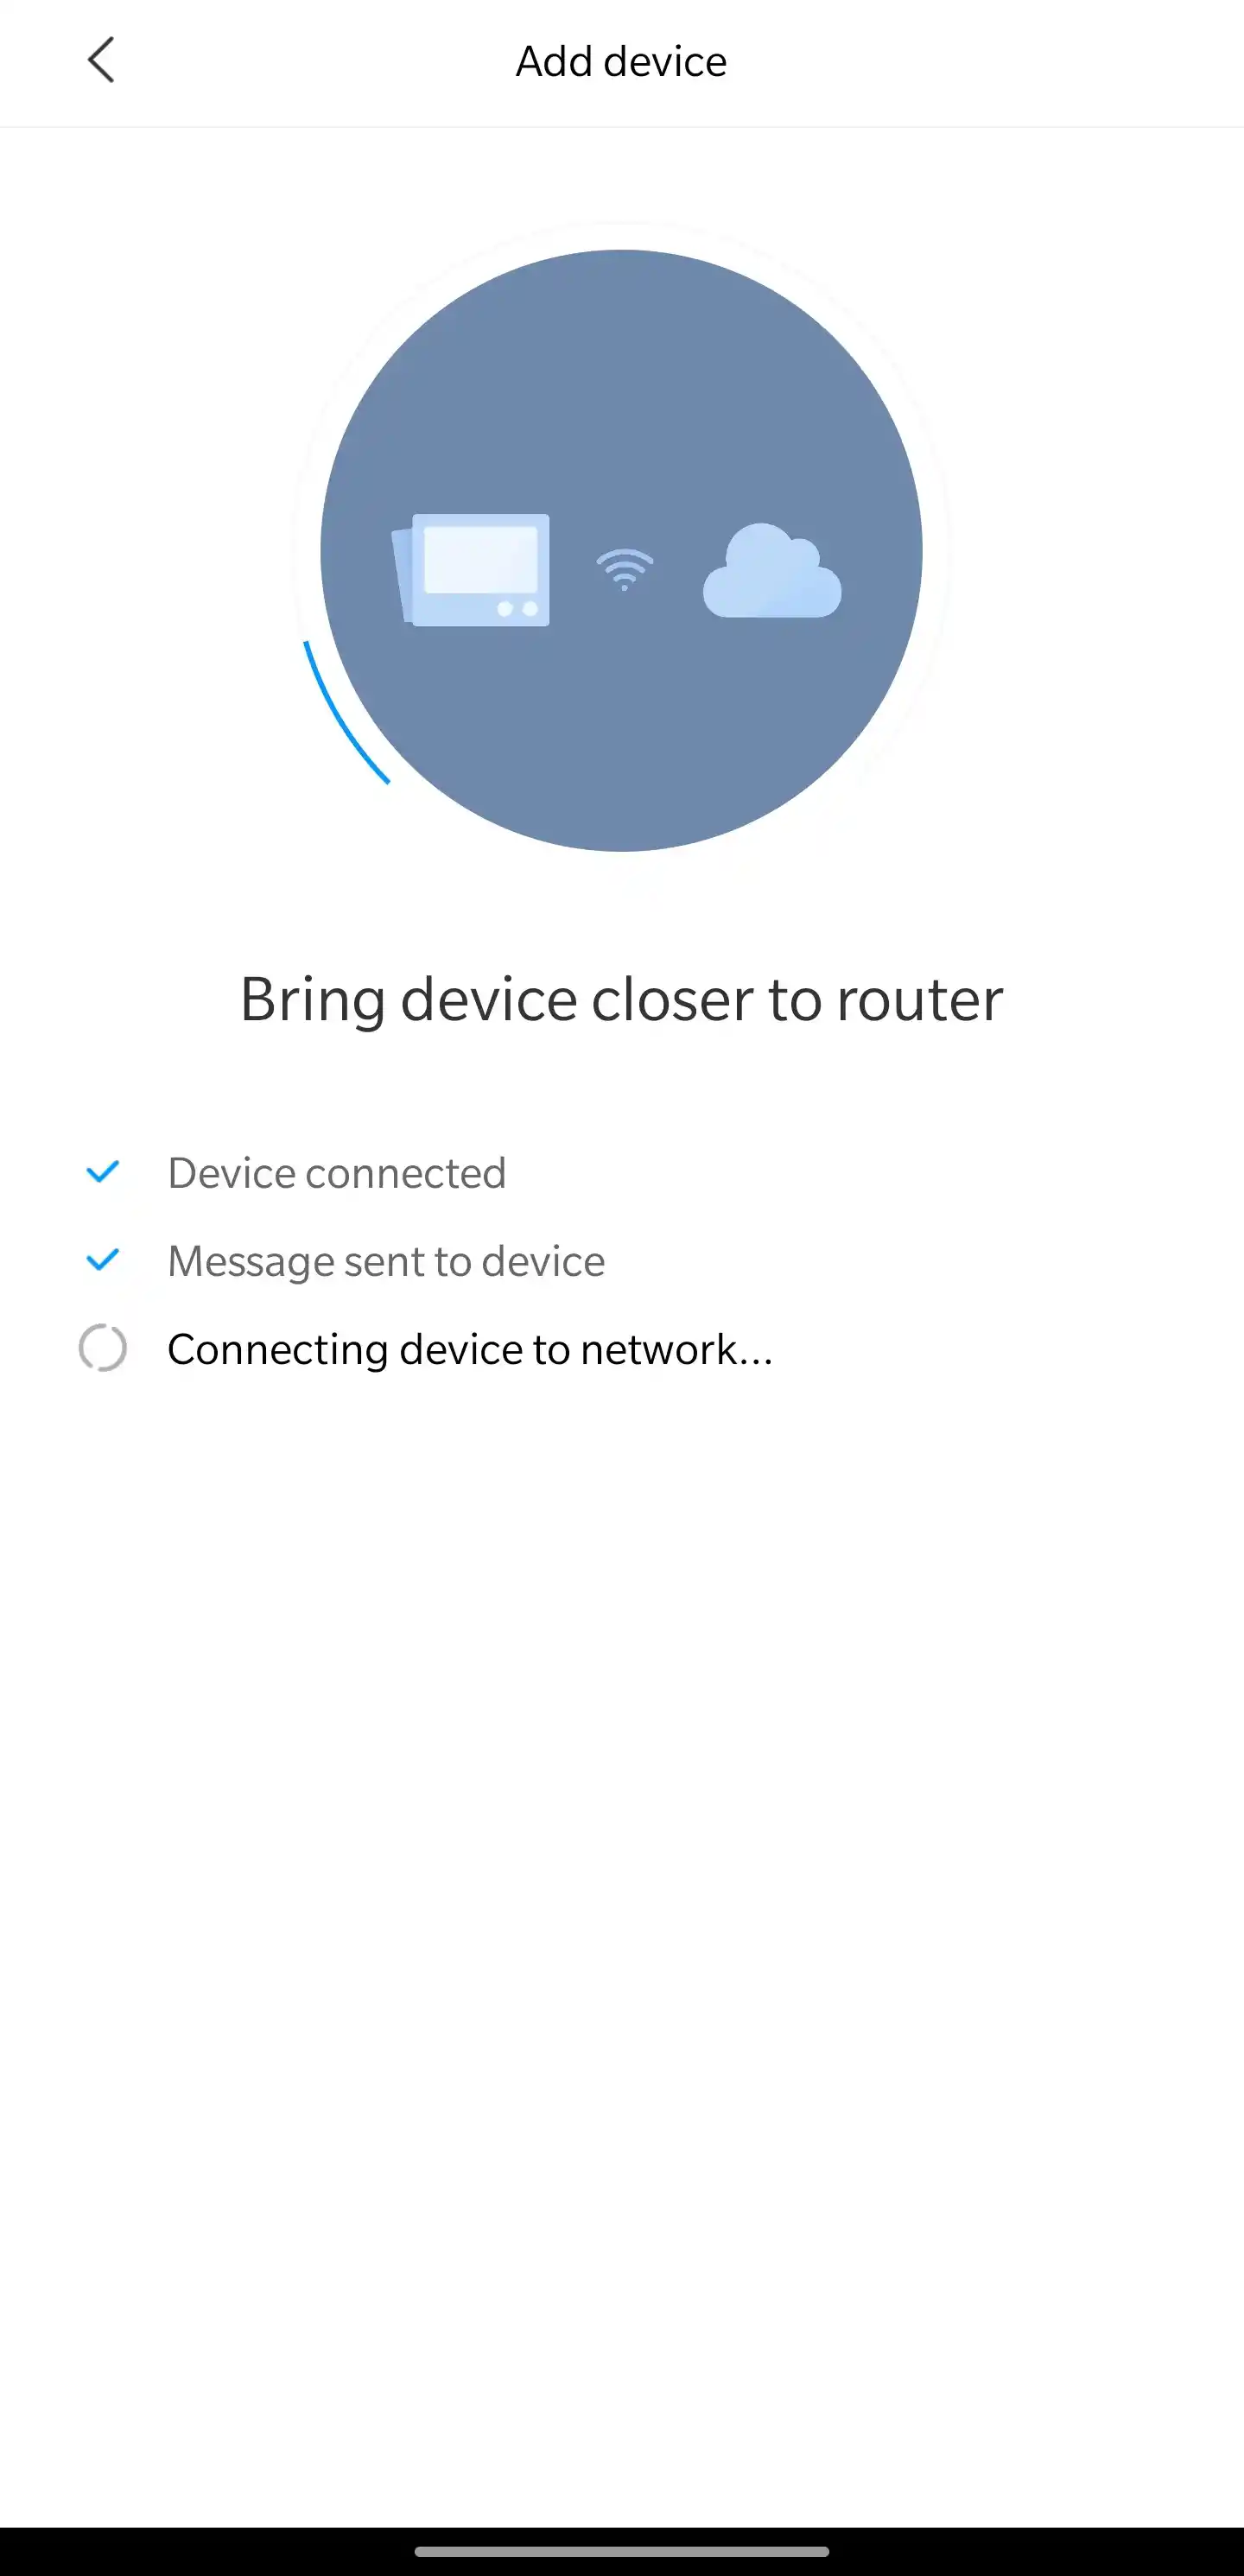 Add device
Bring device closer to router
Device connected
Message sent to device
Connecting device to network...